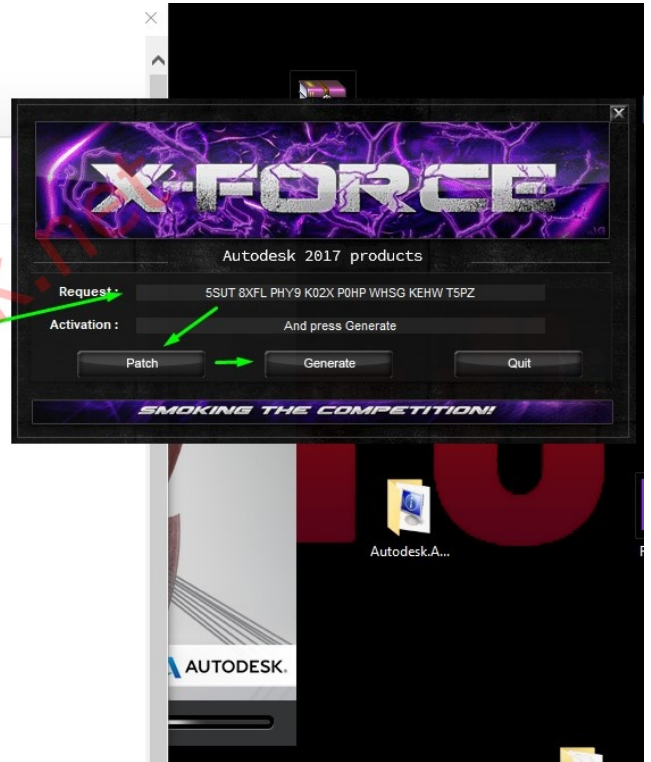 X-FORCE
Autodesk 2017 products
Request :
5SUT 8XFL PHY9 K02X P0HP WHSG KEHW T5PZ
Activation :
And press Generate
Patch
Generate
Quit
SMOKING THE COMPETITION!
Autodesk.A...
AUTODESK.